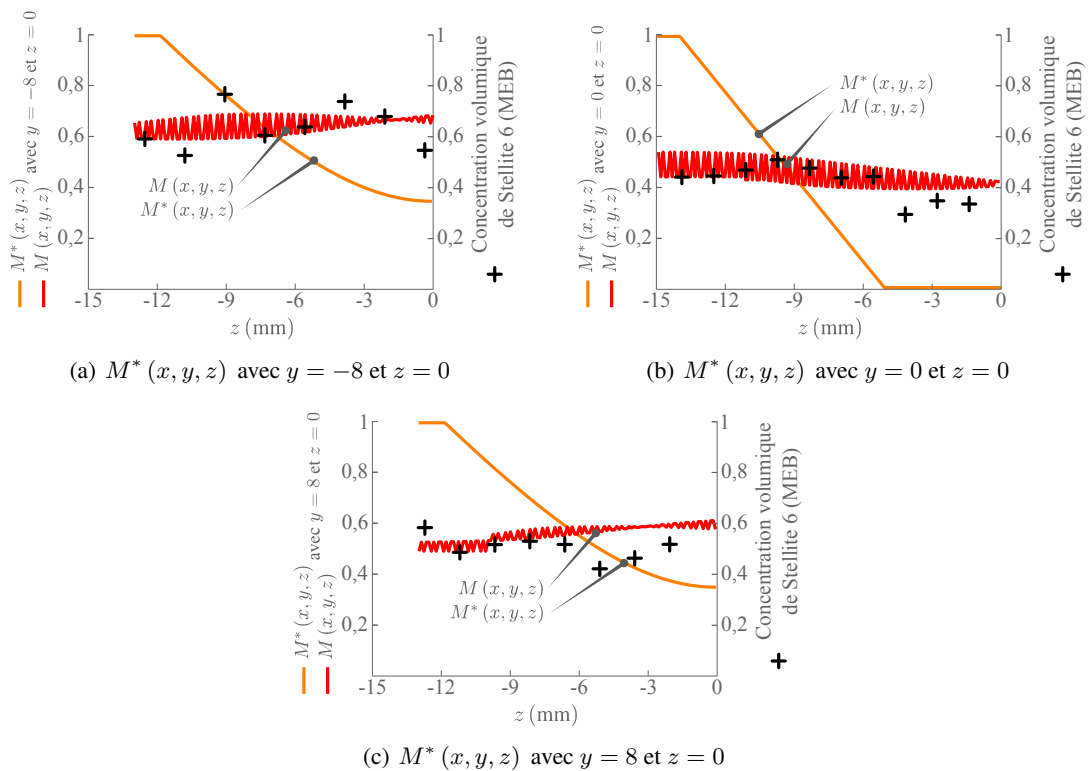 M* (x, y, z) avec y = −8 et z = 0
M (x, y, z)
1
0,8
0,6
0,4
0,2
-15
-12
-9
-6
-3
0
z (mm)
1
0,8
0,6
0,4
0,2
Concentration volumique
de Stellite 6 (MEB)
M (x, y, z)
M* (x, y, z)
(a) M* (x, y, z) avec y = −8 et z = 0
M* (x, y, z) avec y = 0 et z = 0
M (x, y, z)
1
0,8
0,6
0,4
0,2
-15
-12
-9
-6
-3
0
z (mm)
1
0,8
0,6
0,4
0,2
Concentration volumique
de Stellite 6 (MEB)
M* (x, y, z)
M (x, y, z)
(b) M* (x, y, z) avec y = 0 et z = 0
M* (x, y, z) avec y = 8 et z = 0
M (x, y, z)
1
0,8
0,6
0,4
0,2
-15
-12
-9
-6
-3
0
z (mm)
1
0,8
0,6
0,4
0,2
Concentration volumique
de Stellite 6 (MEB)
M (x, y, z)
M* (x, y, z)
(c) M* (x, y, z) avec y = 8 et z = 0